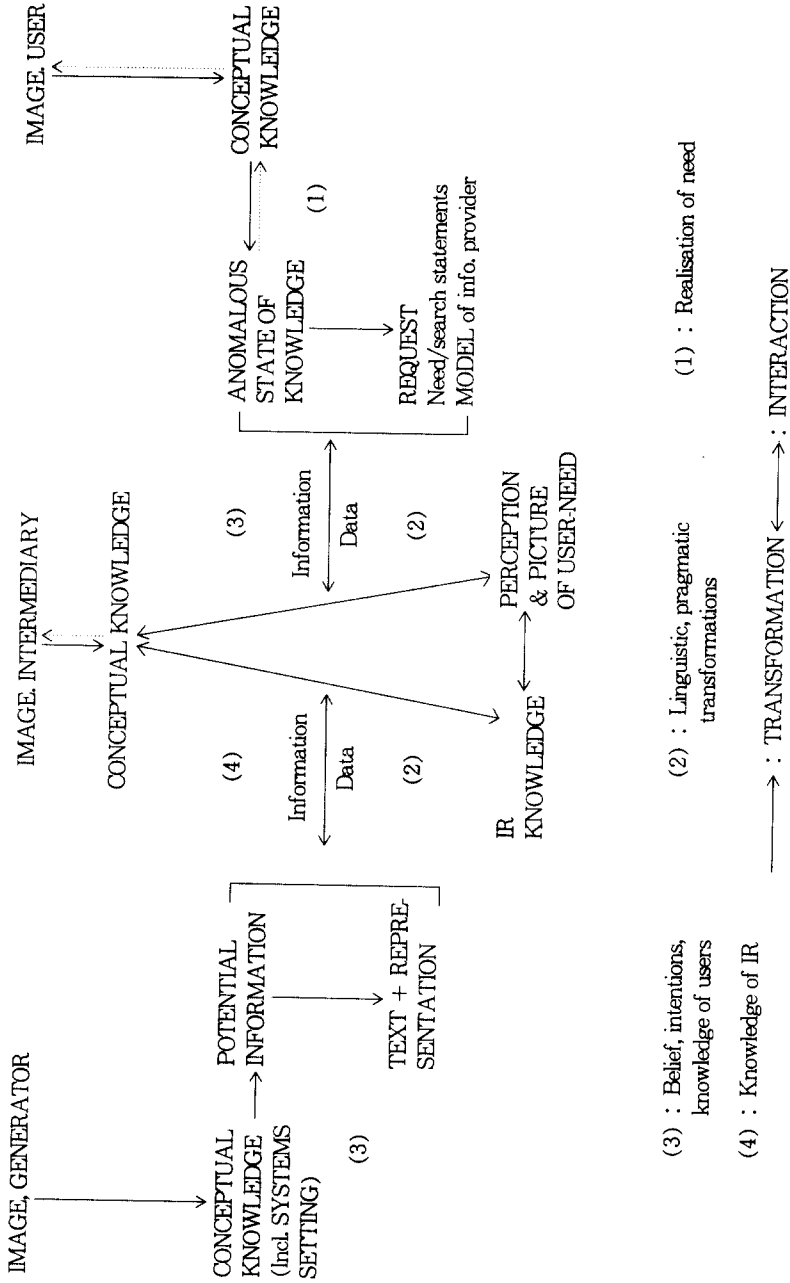 IMAGE, GENERATOR
CONCEPTUAL
KNOWLEDGE
(Incl. SYSTEMS
SETTING)
(3)
POTENTIAL
INFORMATION
TEXT + REPRE-
SENTATION
IMAGE. INTERMEDIARY
CONCEPTUAL KNOWLEDGE
(4)
Information
Data
(2)
IR
KNOWLEDGE
PERCEPTION
& PICTURE
OF USER-NEED
(3)
Information
Data
(2)
IMAGE. USER
ANOMALOUS
STATE OF
KNOWLEDGE
CONCEPTUAL
KNOWLEDGE
(1)
REQUEST
Need/search statements
MODEL of info. provider
(3) : Belief, intentions,
knowledge of users
(4) : Knowledge of IR
(2) : Linguistic, pragmatic
transformations
(1) : Realisation of need
: TRANSFORMATION
: INTERACTION